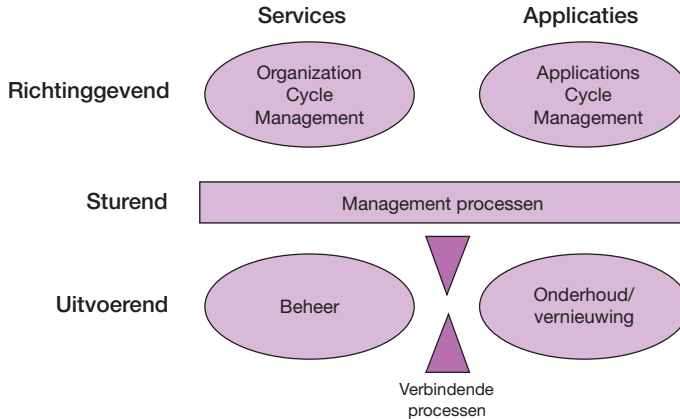 Services
Applicaties
Richtinggevend
Organization
Cycle
Management
Applications
Cycle
Management
Sturend
Management processen
Uitvoerend
Beheer
Onderhoud/
vernieuwing
Verbindende
processen